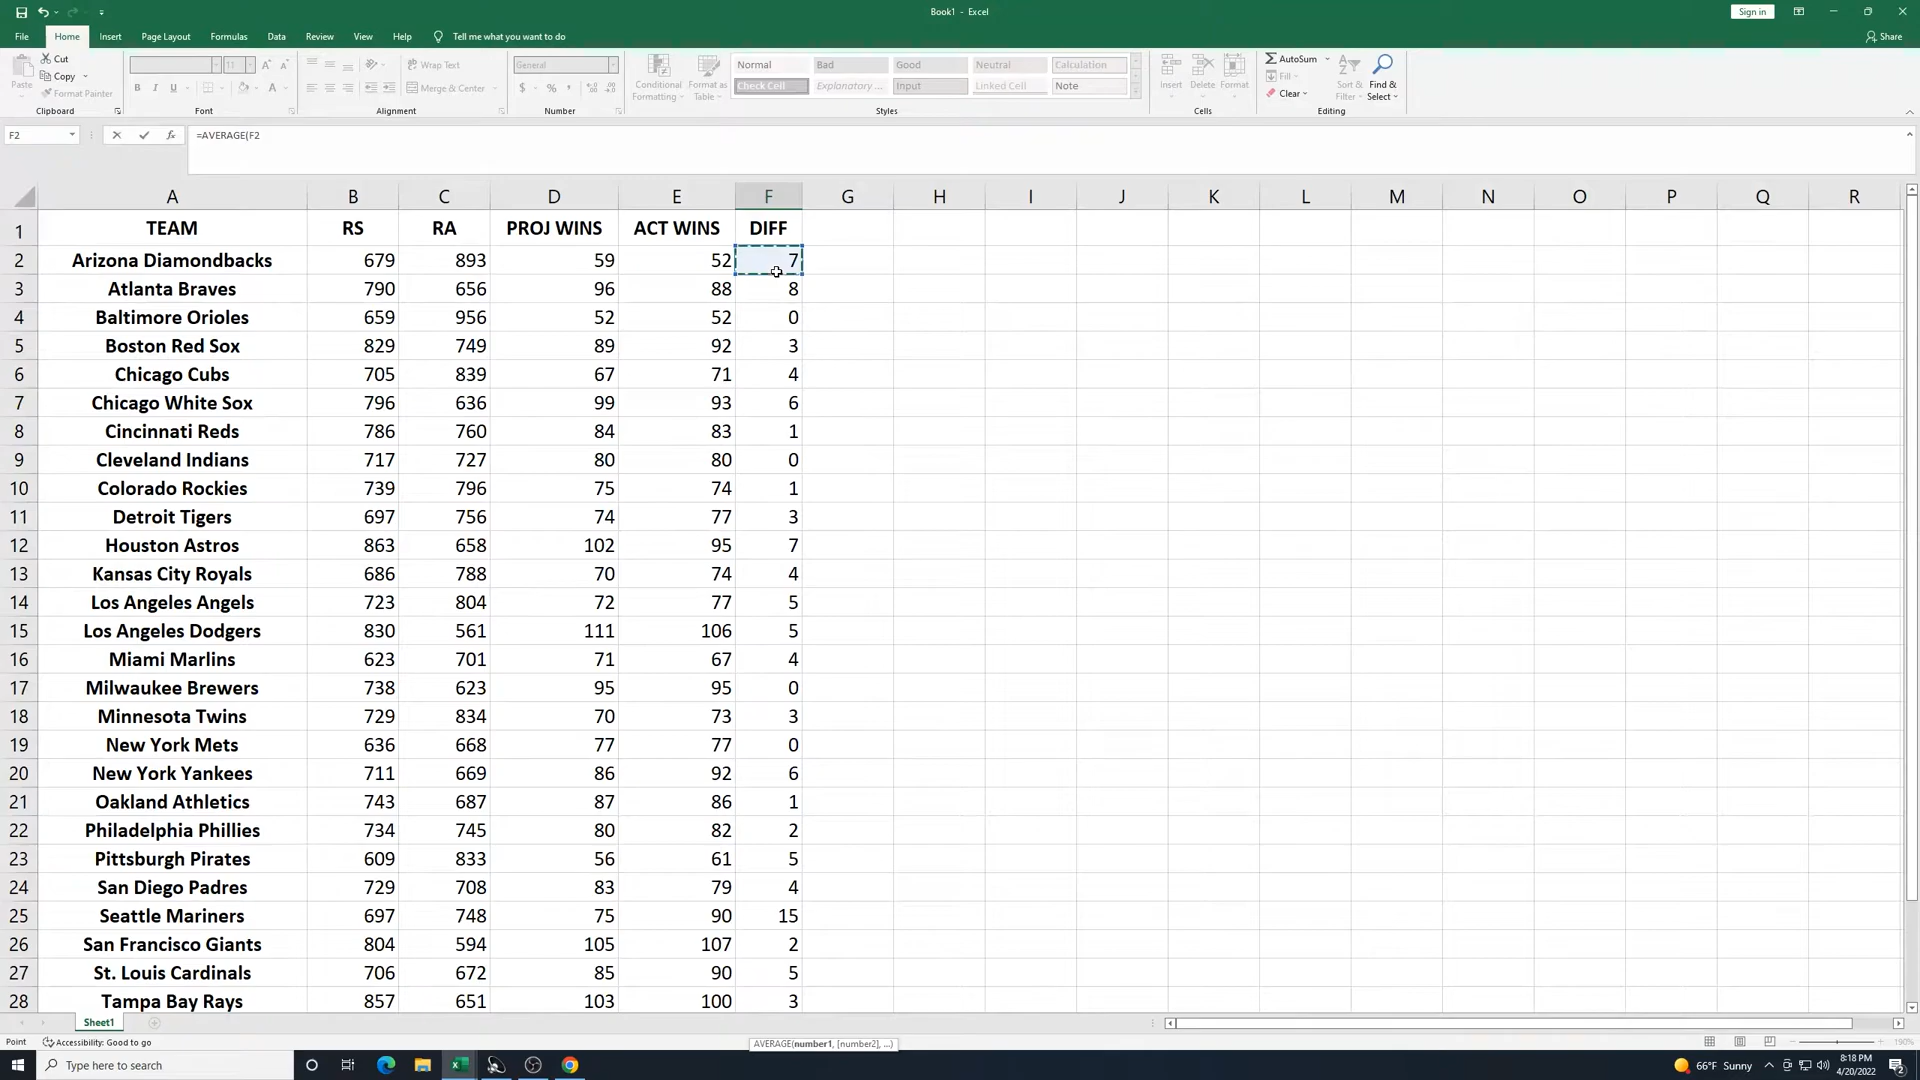 Book1 - Excel
Sign in
File Home Insert Page Layout Formulas Data Review View Help Tell me what you want to do Share
Paste
Cut
Copy
Format Painter
Clipboard
11
Font
Wrap Text
Merge & Center
Alignment
General
$ % ,
Number
Conditional Formatting
Format as Table
Normal Bad Good Neutral Calculation
Check Cell Explanatory ... Input Linked Cell Note
Styles
Insert Delete Format
Cells
AutoSum
Fill
Clear
Sort & Filter
Find & Select
Editing
F2
fx
=AVERAGE(F2
A B C D E F G H I J K L M N O P Q R
1 TEAM RS RA PROJ WINS ACT WINS DIFF
2 Arizona Diamondbacks 679 893 59 52 7
3 Atlanta Braves 790 656 96 88 8
4 Baltimore Orioles 659 956 52 52 0
5 Boston Red Sox 829 749 89 92 3
6 Chicago Cubs 705 839 67 71 4
7 Chicago White Sox 796 636 99 93 6
8 Cincinnati Reds 786 760 84 83 1
9 Cleveland Indians 717 727 80 80 0
10 Colorado Rockies 739 796 75 74 1
11 Detroit Tigers 697 756 74 77 3
12 Houston Astros 863 658 102 95 7
13 Kansas City Royals 686 788 70 74 4
14 Los Angeles Angels 723 804 72 77 5
15 Los Angeles Dodgers 830 561 111 106 5
16 Miami Marlins 623 701 71 67 4
17 Milwaukee Brewers 738 623 95 95 0
18 Minnesota Twins 729 834 70 73 3
19 New York Mets 636 668 77 77 0
20 New York Yankees 711 669 86 92 6
21 Oakland Athletics 743 687 87 86 1
22 Philadelphia Phillies 734 745 80 82 2
23 Pittsburgh Pirates 609 833 56 61 5
24 San Diego Padres 729 708 83 79 4
25 Seattle Mariners 697 748 75 90 15
26 San Francisco Giants 804 594 105 107 2
27 St. Louis Cardinals 706 672 85 90 5
28 Tampa Bay Rays 857 651 103 100 3
Sheet1
Point Accessibility: Good to go
AVERAGE(number1, [number2], ...)
190%
Type here to search
66°F Sunny
8:18 PM
4/20/2022
2